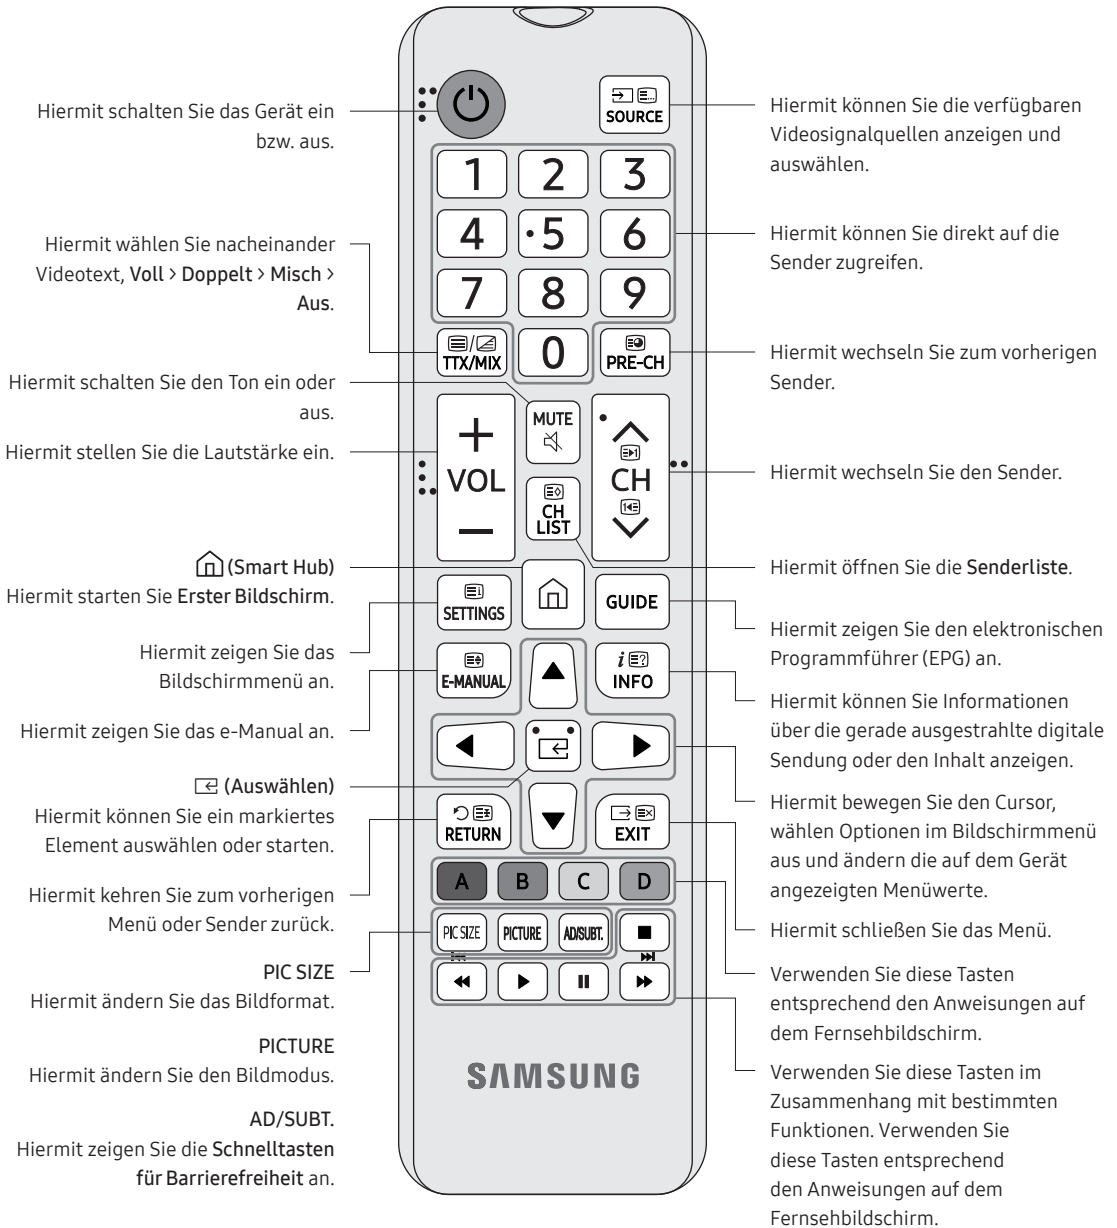 Hiermit schalten Sie das Gerät ein
bzw. aus.
Hiermit wählen Sie nacheinander
Videotext, Voll > Doppelt > Misch >
Aus.
Hiermit schalten Sie den Ton ein oder
aus.
Hiermit stellen Sie die Lautstärke ein.
(Smart Hub)
Hiermit starten Sie Erster Bildschirm.
Hiermit zeigen Sie das
Bildschirmmenü an.
Hiermit zeigen Sie das e-Manual an.
(Auswählen)
Hiermit können Sie ein markiertes
Element auswählen oder starten.
Hiermit kehren Sie zum vorherigen
Menü oder Sender zurück.
PIC SIZE
Hiermit ändern Sie das Bildformat.
PICTURE
Hiermit ändern Sie den Bildmodus.
AD/SUBT.
Hiermit zeigen Sie die Schnelltasten
für Barrierefreiheit an.
SOURCE
1 2 3
4 5 6
7 8 9
TTX/MIX 0 PRE-CH
MUTE
VOL
CH
CH
LIST
SETTINGS
GUIDE
E-MANUAL
INFO
RETURN
EXIT
A B C D
PIC SIZE PICTURE AD/SUBT.
SAMSUNG
Hiermit können Sie die verfügbaren
Videosignalquellen anzeigen und
auswählen.
Hiermit können Sie direkt auf die
Sender zugreifen.
Hiermit wechseln Sie zum vorherigen
Sender.
Hiermit wechseln Sie den Sender.
Hiermit öffnen Sie die Senderliste.
Hiermit zeigen Sie den elektronischen
Programmführer (EPG) an.
Hiermit können Sie Informationen
über die gerade ausgestrahlte digitale
Sendung oder den Inhalt anzeigen.
Hiermit bewegen Sie den Cursor,
wählen Optionen im Bildschirmmenü
aus und ändern die auf dem Gerät
angezeigten Menüwerte.
Hiermit schließen Sie das Menü.
Verwenden Sie diese Tasten
entsprechend den Anweisungen auf
dem Fernsehbildschirm.
Verwenden Sie diese Tasten im
Zusammenhang mit bestimmten
Funktionen. Verwenden Sie
diese Tasten entsprechend
den Anweisungen auf dem
Fernsehbildschirm.